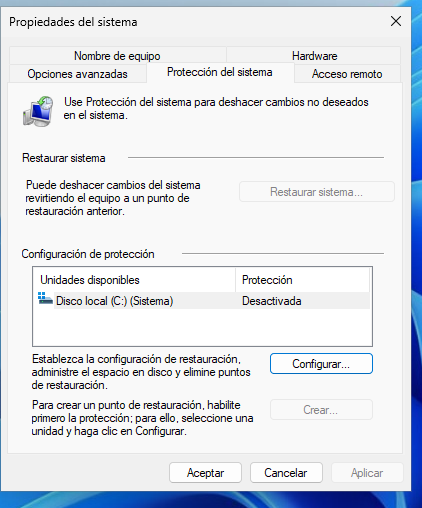 Propiedades del sistema
Nombre de equipo
Hardware
Opciones avanzadas
Protección del sistema
Acceso remoto
Use Protección del sistema para deshacer cambios no deseados
en el sistema.
Restaurar sistema
Puede deshacer cambios del sistema
revirtiendo el equipo a un punto de
restauración anterior.
Restaurar sistema...
Configuración de protección
Unidades disponibles
Protección
Disco local (C:) (Sistema)
Desactivada
Establezca la configuración de restauración,
administre el espacio en disco y elimine puntos
de restauración.
Configurar...
Para crear un punto de restauración, habilite
primero la protección; para ello, seleccione una
unidad y haga clic en Configurar.
Crear...
Aceptar
Cancelar
Aplicar